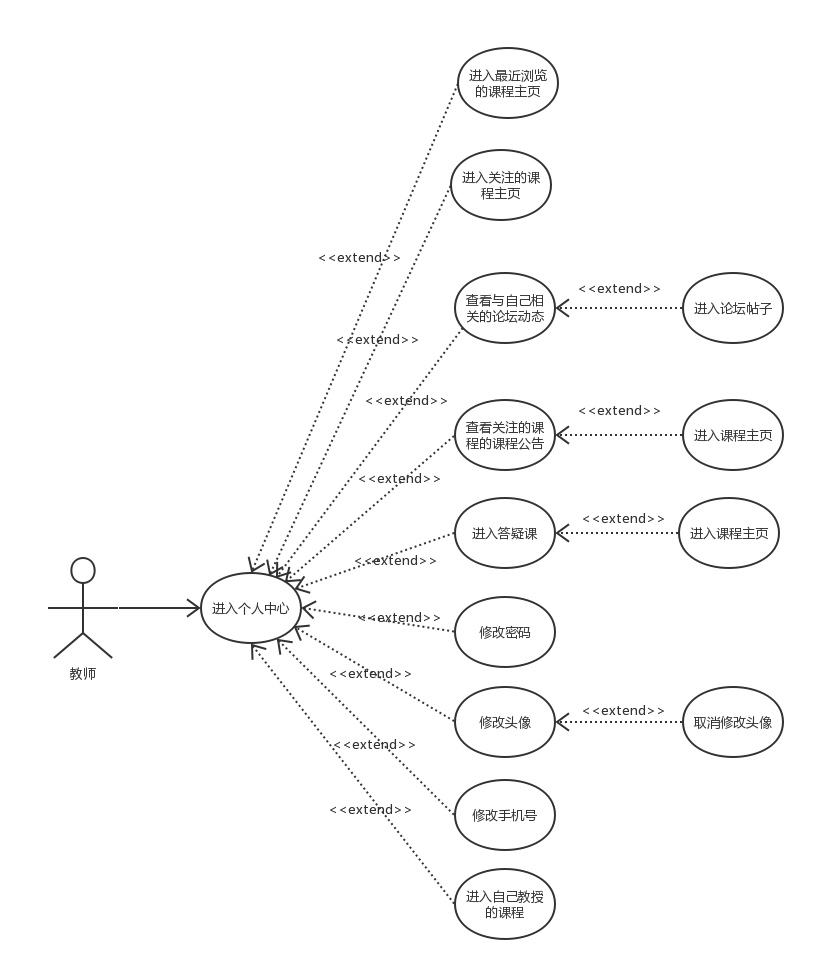 进入最近浏览
的课程主页
进入关注的课
程主页
<<extend>>
查看与自己相
关的论坛动态
<<extend>>
进入论坛帖子
<<extend>>
<<extend>>
查看关注的课
程的课程公告
<<extend>>
进入课程主页
<<extend>>
进入答疑课
<<extend>>
进入课程主页
<<extend>>
进入个人中心
教师
<<extend>>
修改密码
<<extend>>
修改头像
<<extend>>
取消修改头像
<<extend>>
修改手机号
<<extend>>
进入自己教授
的课程